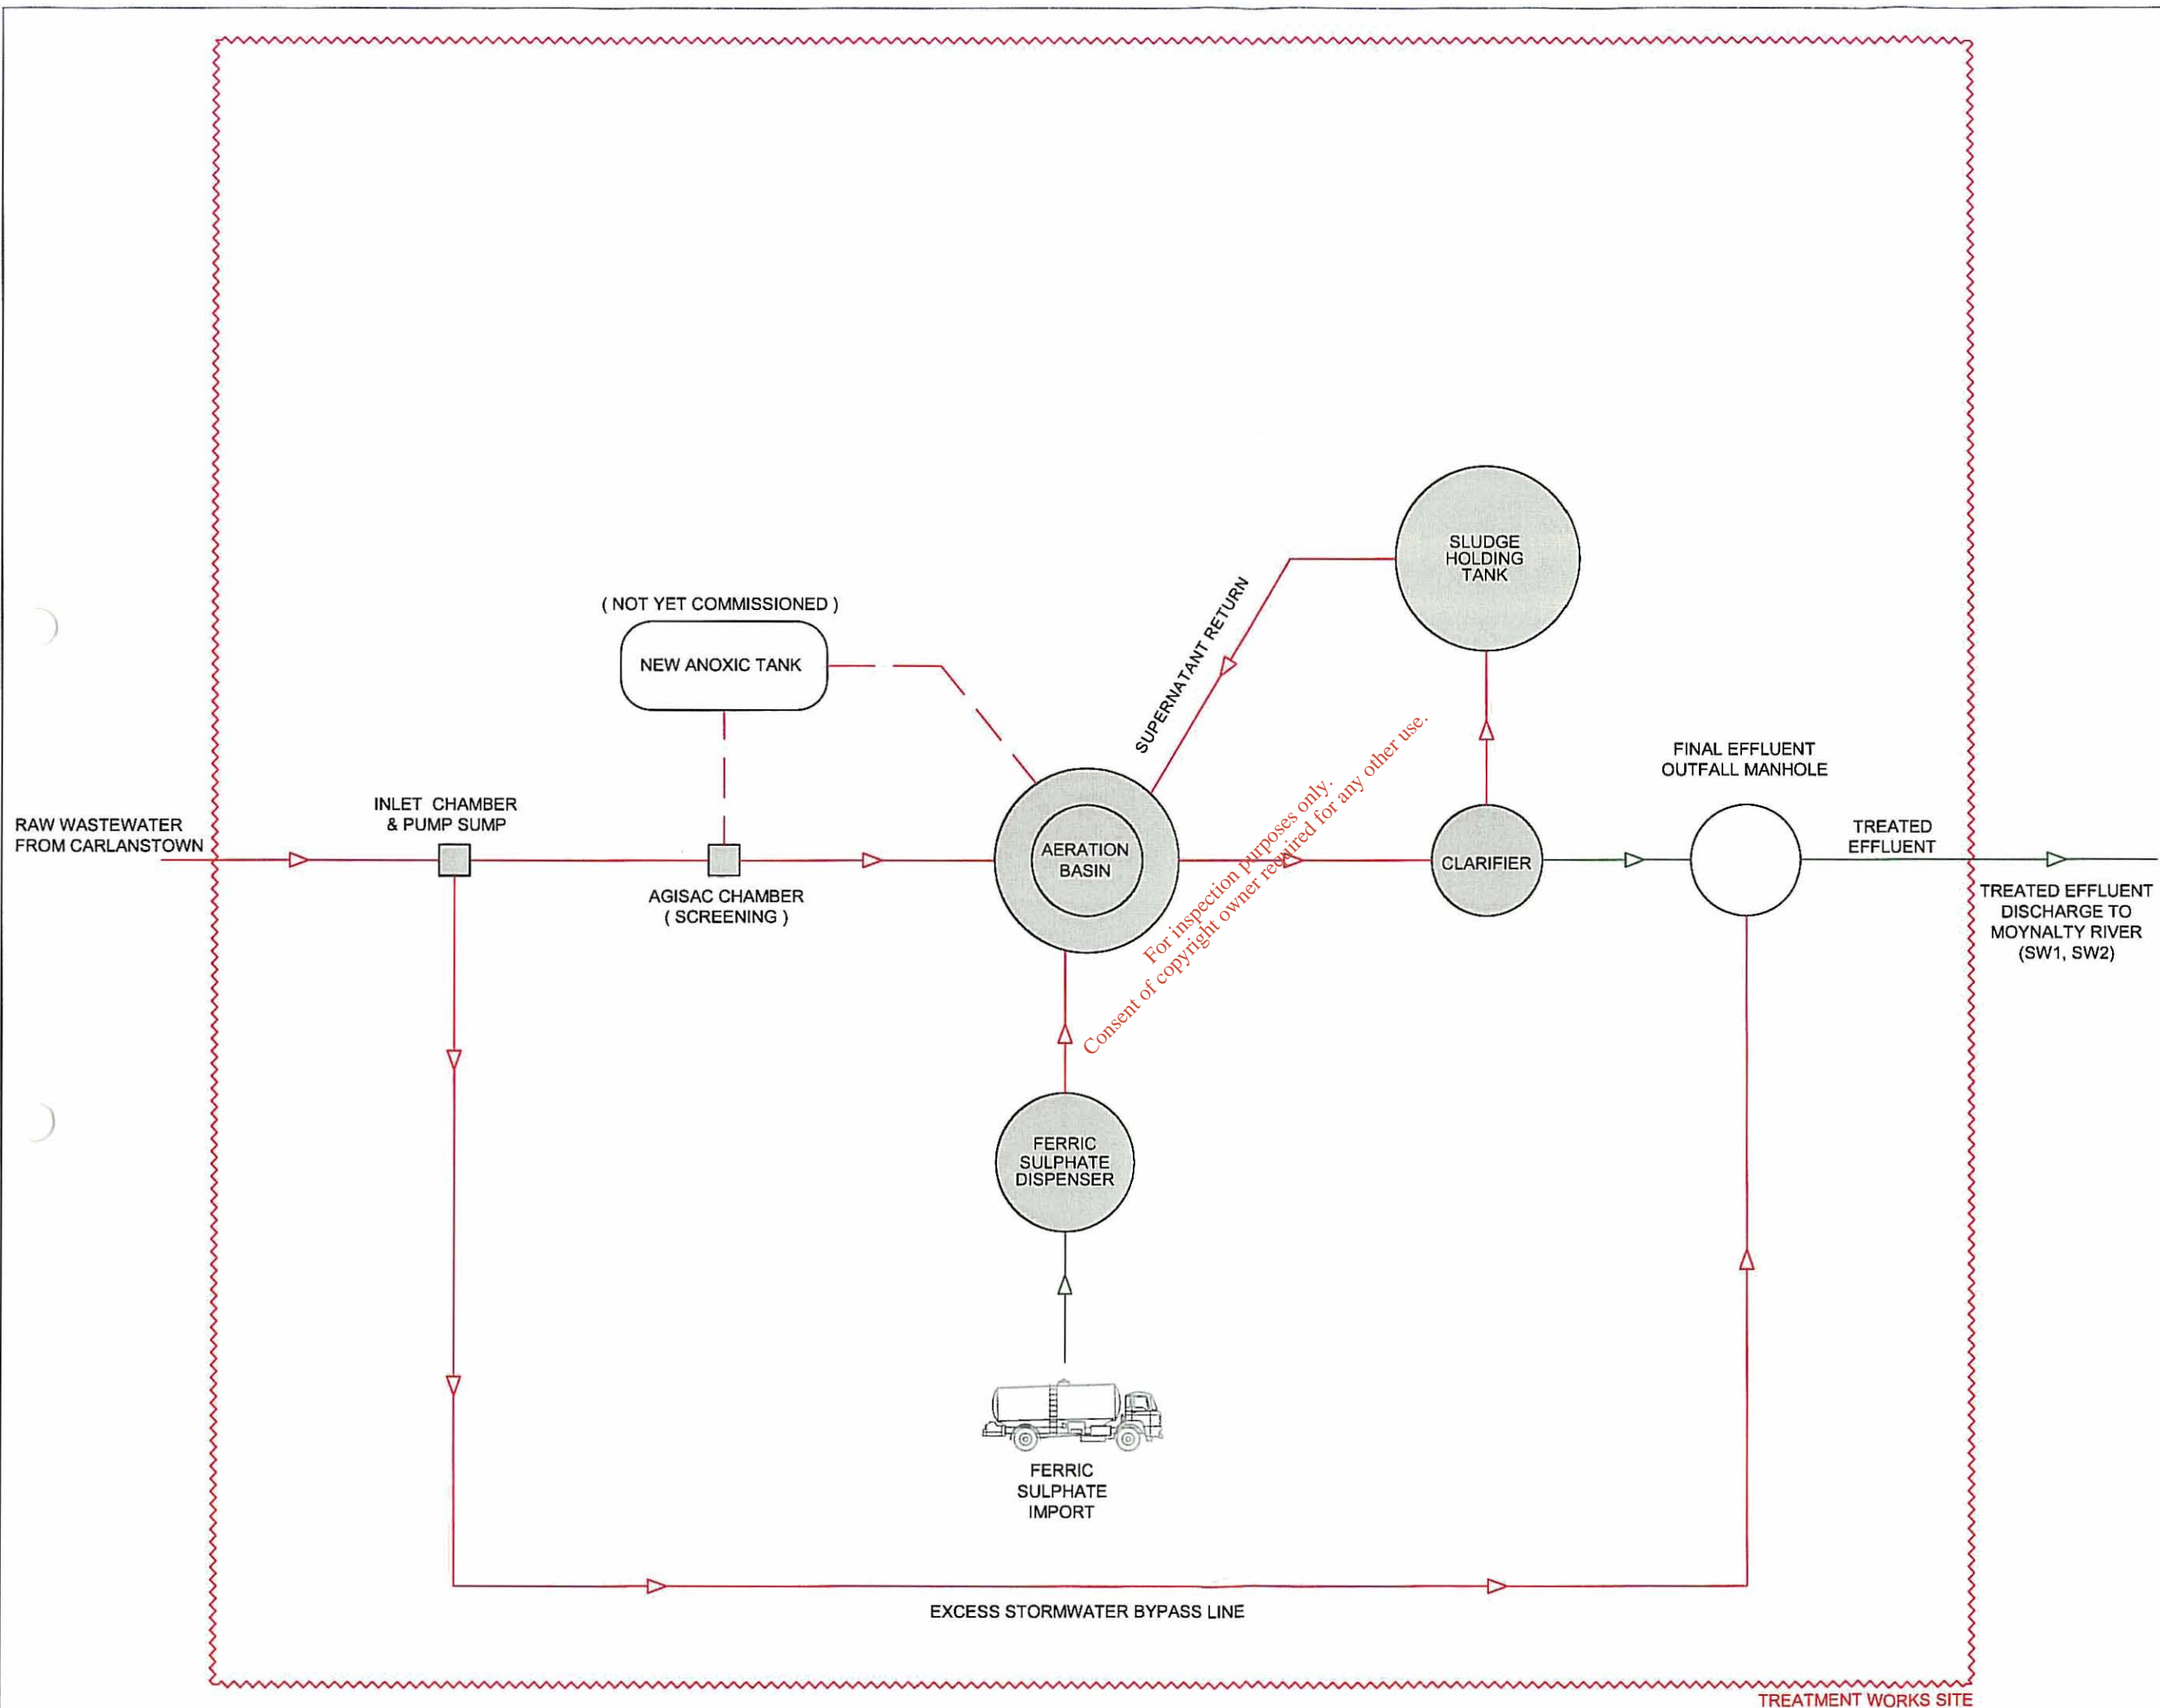 ( NOT YET COMMISSIONED )
NEW ANOXIC TANK
SLUDGE
HOLDING
TANK
SUPERNATANT RETURN
RAW WASTEWATER
FROM CARLANSTOWN
INLET CHAMBER
& PUMP SUMP
AGISAC CHAMBER
( SCREENING )
AERATION
BASIN
CLARIFIER
FINAL EFFLUENT
OUTFALL MANHOLE
TREATED
EFFLUENT
TREATED EFFLUENT
DISCHARGE TO
MOYNALTY RIVER
(SW1, SW2)
For inspection purposes only.
Consent of copyright owner required for any other use.
FERRIC
SULPHATE
DISPENSER
FERRIC
SULPHATE
IMPORT
EXCESS STORMWATER BYPASS LINE
TREATMENT WORKS SITE